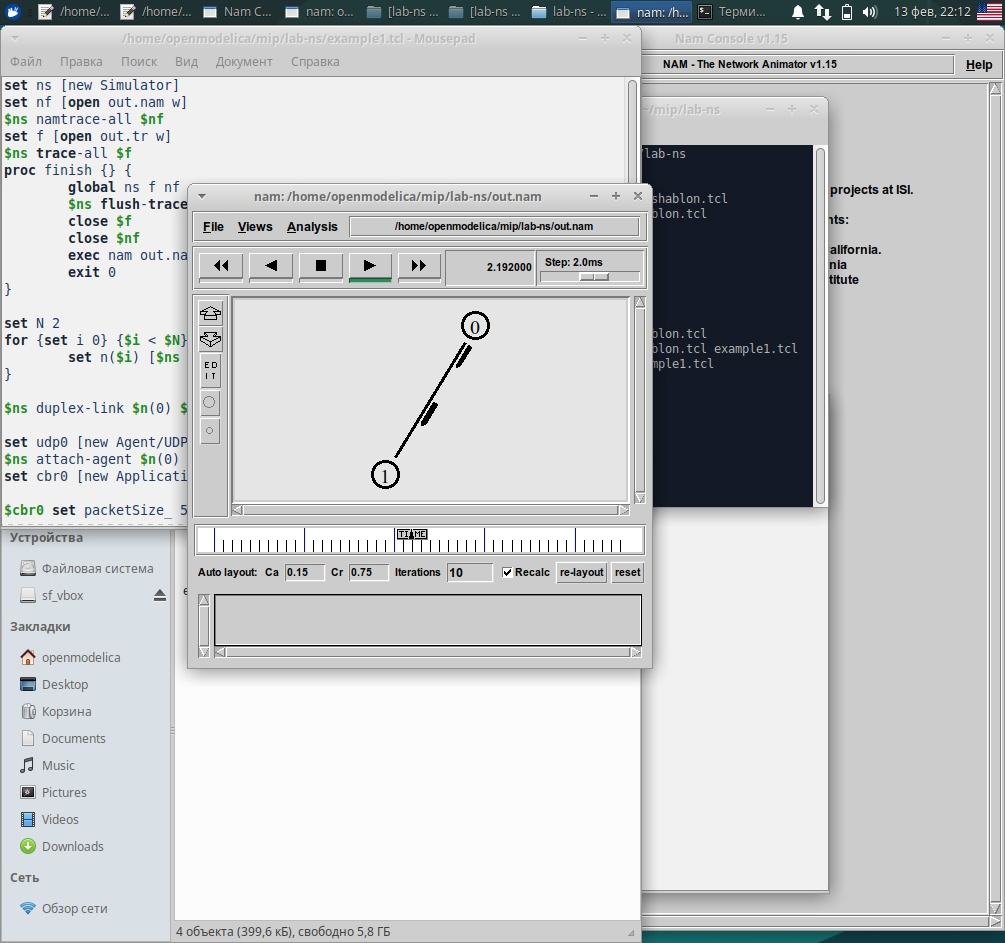 /home/...
/home/...
Nam C...
nam: o...
[lab-ns ...
[lab-ns ...
lab-ns - ...
nam: /h...
Терми...
13 фев, 22:12
/home/openmodelica/mip/lab-ns/example1.tcl - Mousepad
Файл Правка Поиск Вид Документ Справка
set ns [new Simulator]
set nf [open out.nam w]
$ns namtrace-all $nf
set f [open out.tr w]
$ns trace-all $f
proc finish {} {
global ns f nf
$ns flush-trace
close $f
close $nf
exec nam out.na
exit 0
}
set N 2
for {set i 0} {$i < $N}
set n($i) [$ns
}
$ns duplex-link $n(0) $
set udp0 [new Agent/UDP
$ns attach-agent $n(0)
set cbr0 [new Applicati
$cbr0 set packetSize_ 5
Nam Console v1.15
NAM - The Network Animator v1.15
Help
~/mip/lab-ns
/lab-ns
shablon.tcl
blon.tcl
blon.tcl
blon.tcl example1.tcl
mple1.tcl
projects at ISI.
nts:
alifornia.
nia
titute
nam: /home/openmodelica/mip/lab-ns/out.nam
File Views Analysis
/home/openmodelica/mip/lab-ns/out.nam
2.192000
Step: 2.0ms
E D
I T
0
1
TIME
Auto layout: Ca 0.15 Cr 0.75 Iterations 10 Recalc re-layout reset
Устройства
Файловая система
sf_vbox
Закладки
openmodelica
Desktop
Корзина
Documents
Music
Pictures
Videos
Downloads
Сеть
Обзор сети
4 объекта (399,6 кБ), свободно 5,8 ГБ